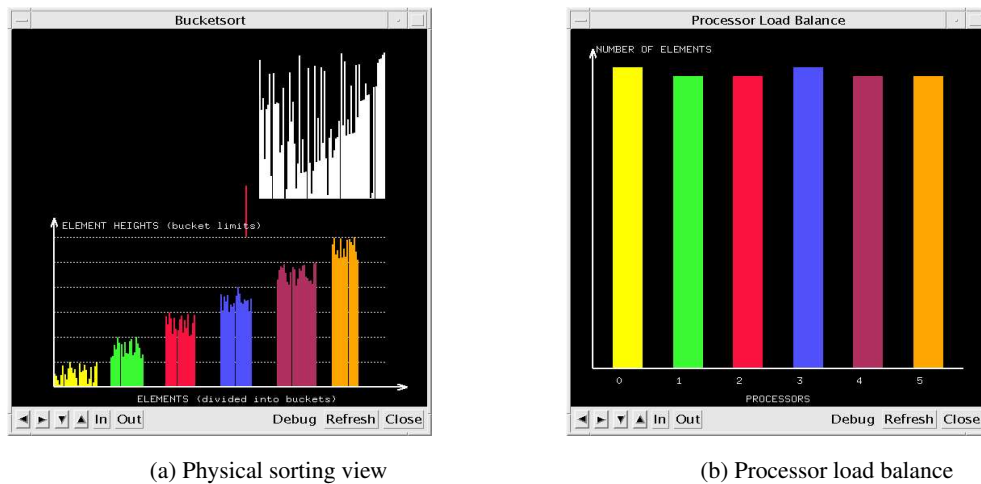 Bucketsort
ELEMENT HEIGHTS (bucket limits)
ELEMENTS (divided into buckets)
In Out Debug Refresh Close
(a) Physical sorting view
Processor Load Balance
NUMBER OF ELEMENTS
0 1 2 3 4 5
PROCESSORS
In Out Debug Refresh Close
(b) Processor load balance